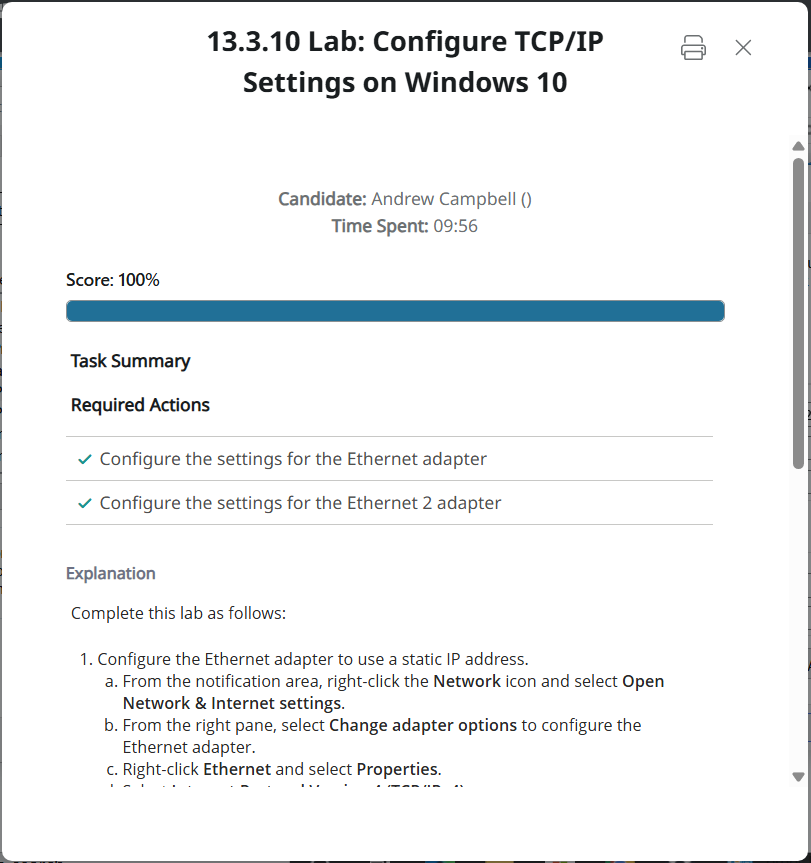 13.3.10 Lab: Configure TCP/IP
Settings on Windows 10
Candidate: Andrew Campbell ()
Time Spent: 09:56
Score: 100%
Task Summary
Required Actions
Configure the settings for the Ethernet adapter
Configure the settings for the Ethernet 2 adapter
Explanation
Complete this lab as follows:
1. Configure the Ethernet adapter to use a static IP address.
a. From the notification area, right-click the Network icon and select Open
Network & Internet settings.
b. From the right pane, select Change adapter options to configure the
Ethernet adapter.
c. Right-click Ethernet and select Properties.